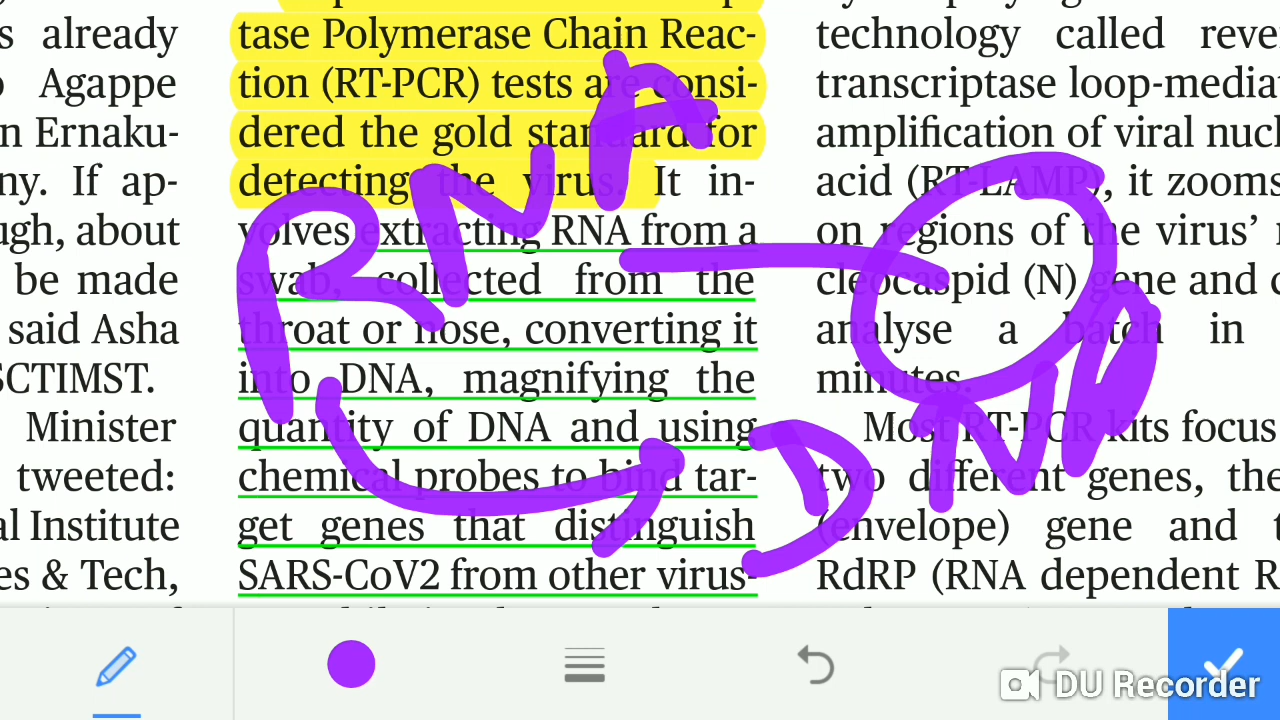 s already
o Agappe
n Ernaku-
ny. If ap-
ugh, about
be made
said Asha
SCTIMST.
Minister
tweeted:
al Institute
es & Tech,
tase Polymerase Chain Reac-
tion (RT-PCR) tests are consi-
dered the gold standard for
detecting the virus. It in-
volves extracting RNA from a
swab, collected from the
throat or nose, converting it
into DNA, magnifying the
quantity of DNA and using
chemical probes to bind tar-
get genes that distinguish
SARS-CoV2 from other virus-
technology called reve
transcriptase loop-media
amplification of viral nucl
acid (RT-LAMP), it zooms
on regions of the virus'
cleocaspid (N) gene and c
analyse a batch in
minutes.
Most RT-PCR kits focus
two different genes, the
(envelope) gene and
RdRP (RNA dependent R
RNA
DNA
DU Recorder